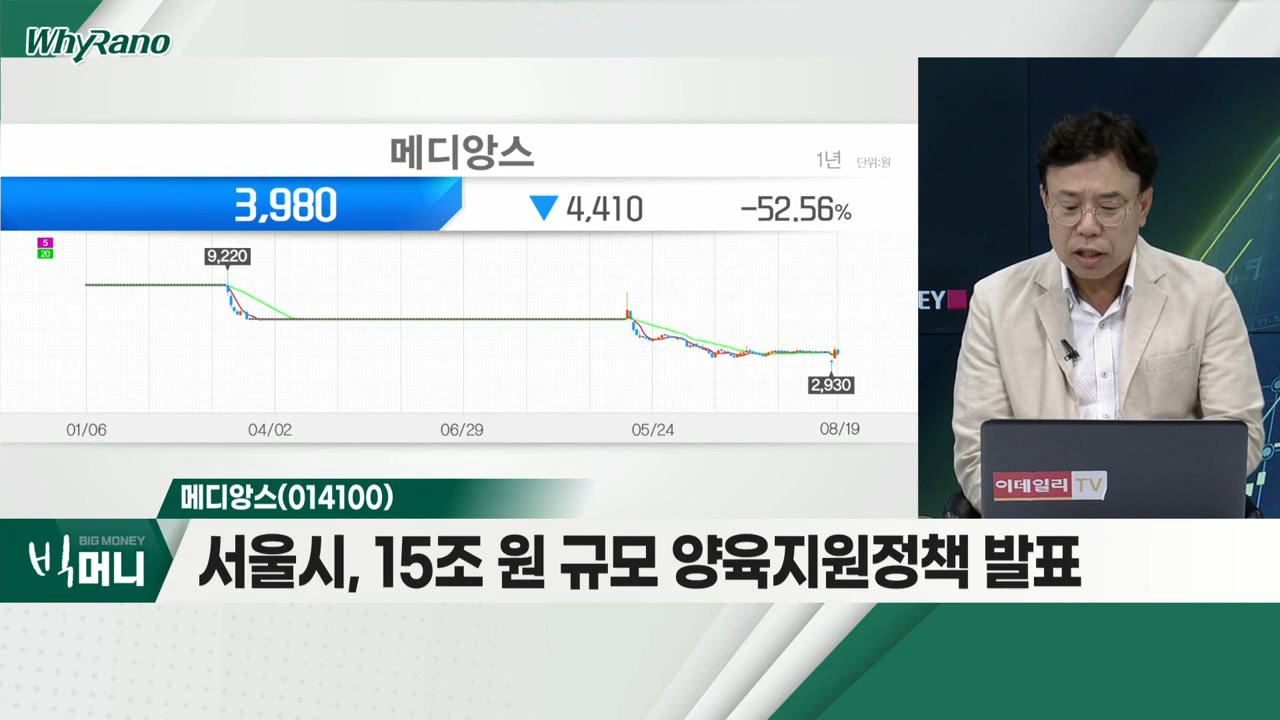 WhyRano
메디앙스
1년 단위:원
3,980 ▼4,410 -52.56%
5
20
9,220
2,930
01/06 04/02 06/29 05/24 08/19
EY
이데일리TV
메디앙스(014100)
BIG MONEY
빅머니
서울시, 15조 원 규모 양육지원정책 발표